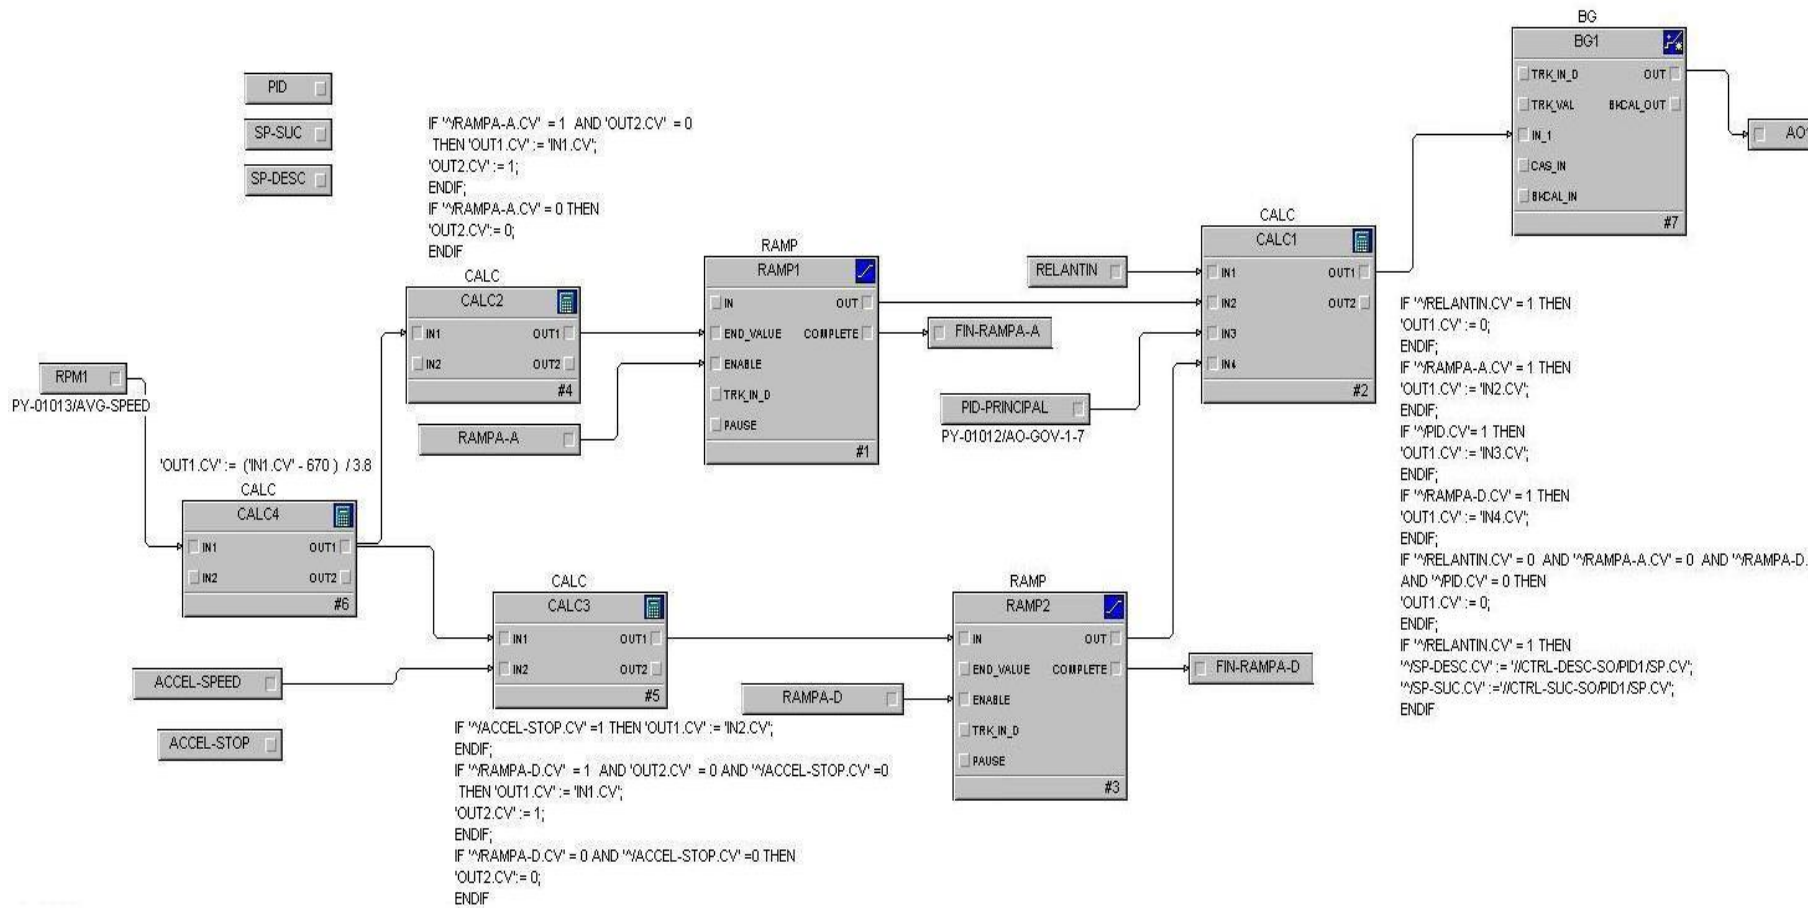 PID
SP-SUC
SP-DESC
IF '^/RAMPA-A.CV' = 1 AND 'OUT2.CV' = 0
THEN 'OUT1.CV' := 'IN1.CV';
'OUT2.CV' := 1;
ENDIF;
IF '^/RAMPA-A.CV' = 0 THEN
'OUT2.CV':= 0;
ENDIF
CALC
CALC2
IN1 OUT1
IN2 OUT2
#4
RPM1
PY-01013/AVG-SPEED
'OUT1.CV' := ('IN1.CV' - 670 ) / 3.8
CALC
CALC4
IN1 OUT1
IN2 OUT2
#6
RAMPA-A
RAMP
RAMP1
IN OUT
END_VALUE COMPLETE
ENABLE
TRK_IN_D
PAUSE
#1
FIN-RAMPA-A
RELANTIN
PID-PRINCIPAL
PY-01012/AO-GOV-1-7
CALC
CALC1
IN1 OUT1
IN2 OUT2
IN3
IN4
#2
BG
BG1
TRK_IN_D OUT
TRK_VAL BKCAL_OUT
IN_1
CAS_IN
BKCAL_IN
#7
IF '^/RELANTIN.CV' = 1 THEN
'OUT1.CV' := 0;
ENDIF;
IF '^/RAMPA-A.CV' = 1 THEN
'OUT1.CV' := 'IN2.CV';
ENDIF;
IF '^/PID.CV'= 1 THEN
'OUT1.CV' := 'IN3.CV';
ENDIF;
IF '^/RAMPA-D.CV' = 1 THEN
'OUT1.CV' := 'IN4.CV';
ENDIF;
IF '^/RELANTIN.CV' = 0 AND '^/RAMPA-A.CV' = 0 AND '^/RAMPA-D.
AND '^/PID.CV' = 0 THEN
'OUT1.CV' := 0;
ENDIF;
IF '^/RELANTIN.CV' = 1 THEN
'^/SP-DESC.CV' := '//CTRL-DESC-SO/PID1/SP.CV';
'^/SP-SUC.CV' :='//CTRL-SUC-SO/PID1/SP.CV';
ENDIF
ACCEL-SPEED
ACCEL-STOP
CALC
CALC3
IN1 OUT1
IN2 OUT2
#5
IF '^/ACCEL-STOP.CV' =1 THEN 'OUT1.CV' := 'IN2.CV';
ENDIF;
IF '^/RAMPA-D.CV' = 1 AND 'OUT2.CV' = 0 AND '^/ACCEL-STOP.CV' =0
THEN 'OUT1.CV' := 'IN1.CV';
'OUT2.CV' := 1;
ENDIF;
IF '^/RAMPA-D.CV' = 0 AND '^/ACCEL-STOP.CV' =0 THEN
'OUT2.CV':= 0;
ENDIF
RAMPA-D
RAMP
RAMP2
IN OUT
END_VALUE COMPLETE
ENABLE
TRK_IN_D
PAUSE
#3
FIN-RAMPA-D